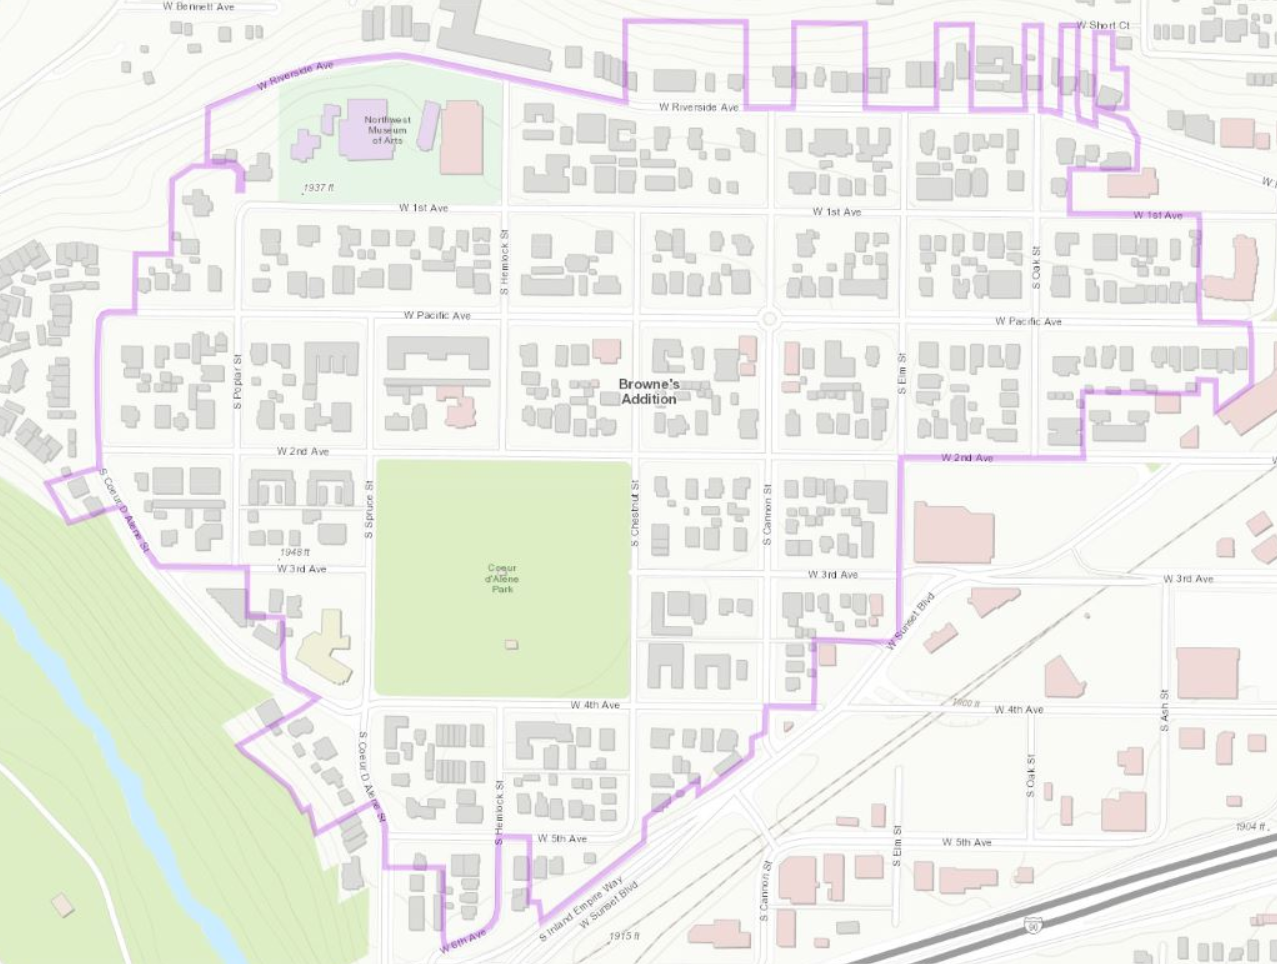 W Bennett Ave
W Short Ct
W Riverside Ave
W Riverside Ave
Northwest
Museum
of Arts
1937 ft
W 1st Ave
W 1st Ave
W 1st Ave
S Hemlock St
S Oak St
W Pacific Ave
W Pacific Ave
S Poplar St
S Elm St
Browne's
Addition
W 2nd Ave
W 2nd Ave
S Coeur D Alene St
S Spruce St
S Chestnut St
S Cannon St
1948 ft
W 3rd Ave
Coeur
d'Alene
Park
W 3rd Ave
W 3rd Ave
W Sunset Blvd
W 4th Ave
1900 ft
W 4th Ave
S Ash St
S Coeur D Alene St
S Hemlock St
S Oak St
W 5th Ave
S Elm St
W 5th Ave
1904 ft
S Cannon St
S Inland Empire Way
W Sunset Blvd
W 6th Ave
1915 ft
90